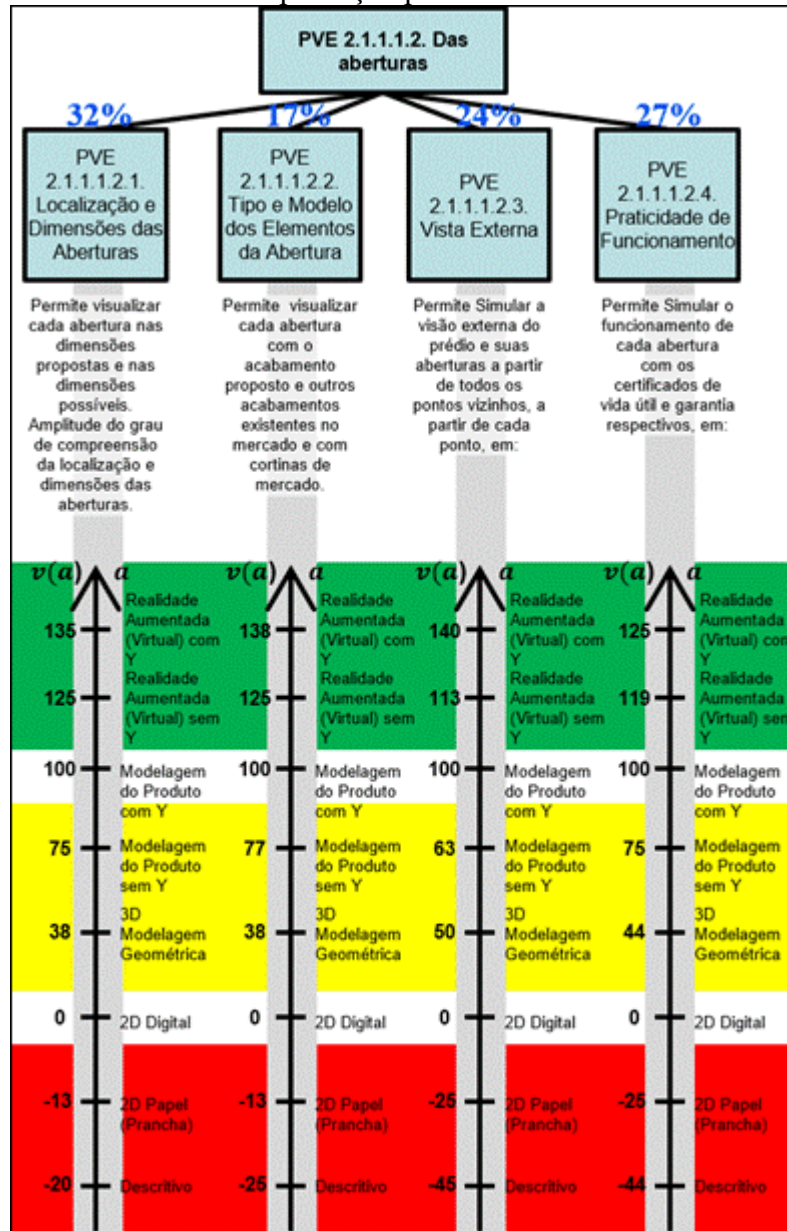 PVE 2.1.1.1.2. Das
aberturas
32%
17%
24%
27%
PVE
2.1.1.1.2.1.
Localização e
Dimensões das
Aberturas
PVE
2.1.1.1.2.2.
Tipo e Modelo
dos Elementos
da Abertura
PVE
2.1.1.1.2.3.
Vista Externa
PVE
2.1.1.1.2.4.
Praticidade de
Funcionamento
Permite visualizar
cada abertura nas
dimensões
propostas e nas
dimensões
possíveis.
Amplitude do grau
de compreensão
da localização e
dimensões das
aberturas.
Permite visualizar
cada abertura
com o
acabamento
proposto e outros
acabamentos
existentes no
mercado e com
cortinas de
mercado.
Permite Simular a
visão externa do
prédio e suas
aberturas a partir
de todos os
pontos vizinhos, a
partir de cada
ponto, em:
Permite Simular o
funcionamento de
cada abertura
com os
certificados de
vida útil e garantia
respectivos, em:
v(a) a
135
Realidade
Aumentada
(Virtual) com
Y
125
Realidade
Aumentada
(Virtual) sem
Y
100
Modelagem
do Produto
com Y
75
Modelagem
do Produto
sem Y
38
3D
Modelagem
Geométrica
0
2D Digital
-13
2D Papel
(Prancha)
-20
Descritivo
v(a) a
138
Realidade
Aumentada
(Virtual) com
Y
125
Realidade
Aumentada
(Virtual) sem
Y
100
Modelagem
do Produto
com Y
77
Modelagem
do Produto
sem Y
38
3D
Modelagem
Geométrica
0
2D Digital
-13
2D Papel
(Prancha)
-25
Descritivo
v(a) a
140
Realidade
Aumentada
(Virtual) com
Y
113
Realidade
Aumentada
(Virtual) sem
Y
100
Modelagem
do Produto
com Y
63
Modelagem
do Produto
sem Y
50
3D
Modelagem
Geométrica
0
2D Digital
-25
2D Papel
(Prancha)
-45
Descritivo
v(a) a
125
Realidade
Aumentada
(Virtual) com
Y
119
Realidade
Aumentada
(Virtual) sem
Y
100
Modelagem
do Produto
com Y
75
Modelagem
do Produto
sem Y
44
3D
Modelagem
Geométrica
0
2D Digital
-25
2D Papel
(Prancha)
-44
Descritivo